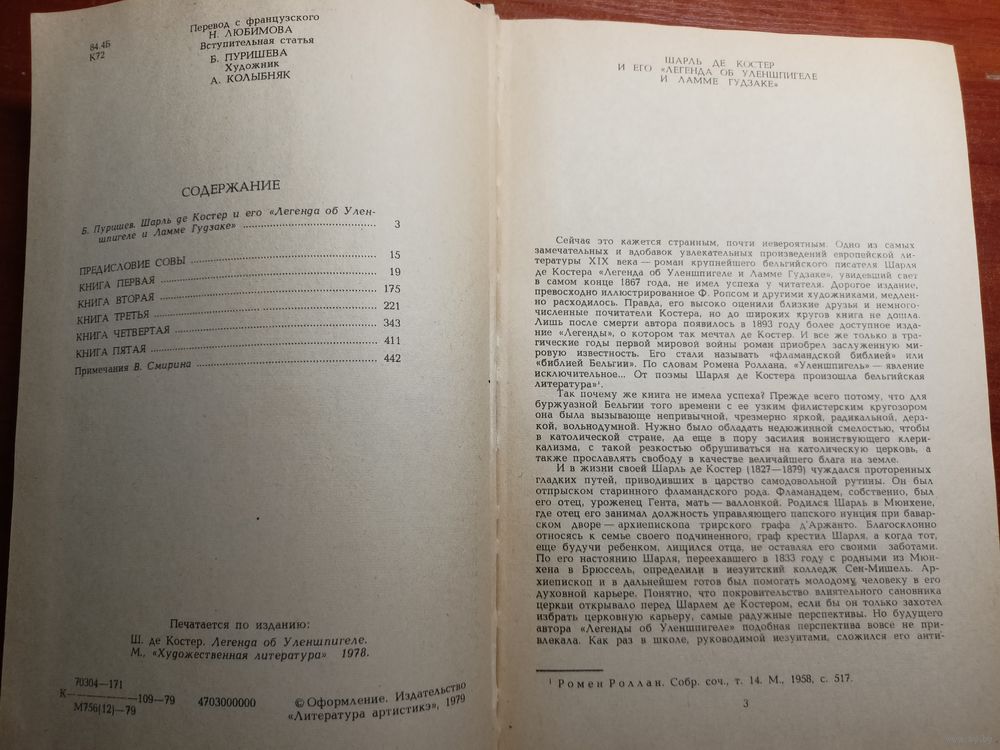 84.4Б
К72
Перевод с французского
Н. ЛЮБИМОВА
Вступительная статья
Б. ПУРИШЕВА
Художник
А. КОЛЫБНЯК
СОДЕРЖАНИЕ
Б. Пуришев. Шарль де Костер и его «Легенда об Улен-
шпигеле и Ламме Гудзаке» 3
ПРЕДИСЛОВИЕ СОВЫ 15
КНИГА ПЕРВАЯ 19
КНИГА ВТОРАЯ 175
КНИГА ТРЕТЬЯ 221
КНИГА ЧЕТВЕРТАЯ 343
КНИГА ПЯТАЯ 411
Примечания В. Смирина 442
Печатается по изданию:
Ш. де Костер. Легенда об Уленшпигеле.
М., «Художественная литература» 1978.
70304—171
К————109—79 4703000000
М756(12)—79
© Оформление. Издательство
«Литература артистикэ», 1979
ШАРЛЬ ДЕ КОСТЕР
И ЕГО «ЛЕГЕНДА ОБ УЛЕНШПИГЕЛЕ
И ЛАММЕ ГУДЗАКЕ»
Сейчас это кажется странным, почти невероятным. Одно из самых
замечательных и вдобавок увлекательных произведений европейской ли-
тературы XIX века — роман крупнейшего бельгийского писателя Шарля
де Костера «Легенда об Уленшпигеле и Ламме Гудзаке», увидевший свет
в самом конце 1867 года, не имел успеха у читателя. Дорогое издание,
превосходно иллюстрированное Ф. Ропсом и другими художниками, медлен-
но расходилось. Правда, его высоко оценили близкие друзья и немного-
численные почитатели Костера, но до широких кругов книга не дошла.
Лишь после смерти автора появилось в 1893 году более доступное изда-
ние «Легенды», о котором так мечтал де Костер. И все же только в тра-
гические годы первой мировой войны роман приобрел заслуженную ми-
ровую известность. Его стали называть «фламандской библией» или
«библией Бельгии». По словам Ромена Роллана, «Уленшпигель» — явление
исключительное... От поэмы Шарля де Костера произошла бельгийская
литература»¹.
Так почему же книга не имела успеха? Прежде всего потому, что для
буржуазной Бельгии того времени с ее узким филистерским кругозором
она была вызывающе непривычной, чрезмерно яркой, радикальной, дерз-
кой, вольнодумной. Нужно было обладать недюжинной смелостью, чтобы
в католической стране, да еще в пору засилия воинствующего клери-
кализма, с такой резкостью обрушиваться на католическую церковь, а
также прославлять свободу в качестве величайшего блага на земле.
И в жизни своей Шарль де Костер (1827—1879) чуждался проторенных
гладких путей, приводивших в царство самодовольной рутины. Он был
отпрыском старинного фламандского рода. Фламандцем, собственно, был
его отец, уроженец Гента, мать — валлонкой. Родился Шарль в Мюнхене,
где отец его занимал должность управляющего папского нунция при бавар-
ском дворе — архиепископа трирского графа д'Аржанто. Благосклонно
относясь к семье своего подчиненного, граф крестил Шарля, а когда тот,
еще будучи ребенком, лищился отца, не оставлял его своими заботами.
По его настоянию Шарля, переехавшего в 1833 году с родными из Мюн-
хена в Брюссель, определили в иезуитский колледж Сен-Мишель. Ар-
хиепископ и в дальнейшем готов был помогать молодому человеку в его
духовной карьере. Понятно, что покровительство влиятельного сановника
церкви открывало перед Шарлем де Костером, если бы он только захотел
избрать церковную карьеру, самые радужные перспективы. Но будущего
автора «Легенды об Уленшпигеле» подобная перспектива вовсе не при-
влекала. Как раз в школе, руководимой иезуитами, сложился его анти-
¹ Ромен Роллан. Собр. соч., т. 14. М., 1958, с. 517.
3